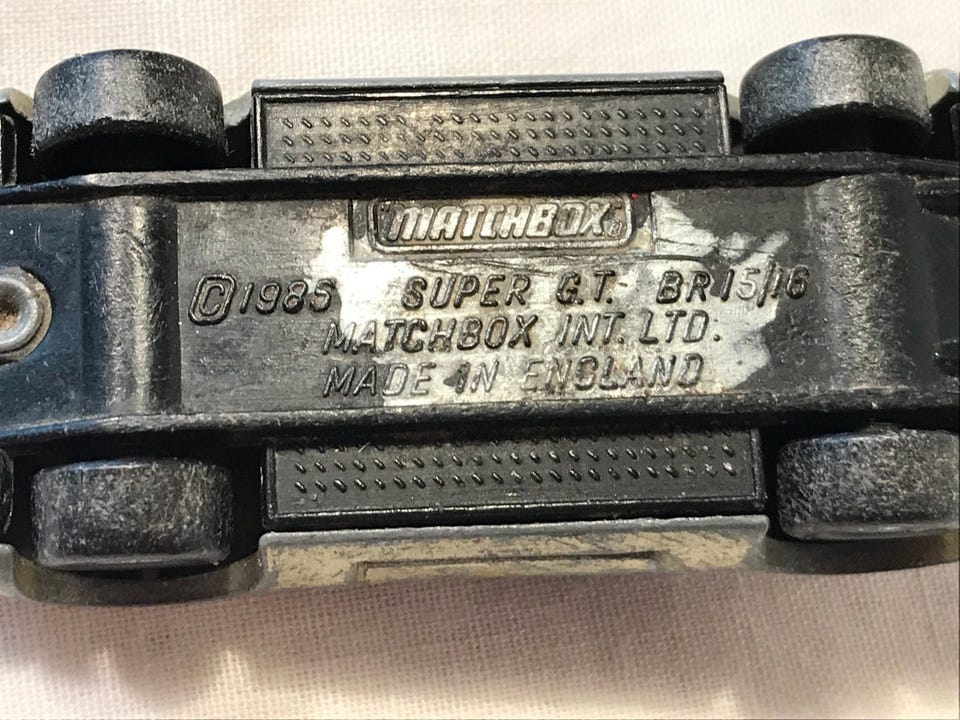 MATCHBOX®
©1985 SUPER G.T. BR15/16
MATCHBOX INT. LTD.
MADE IN ENGLAND